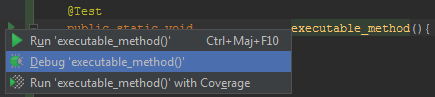 @Test
public static void executable_method(){
Run 'executable_method()' Ctrl+Maj+F10
Debug 'executable_method()'
Run 'executable_method()' with Coverage